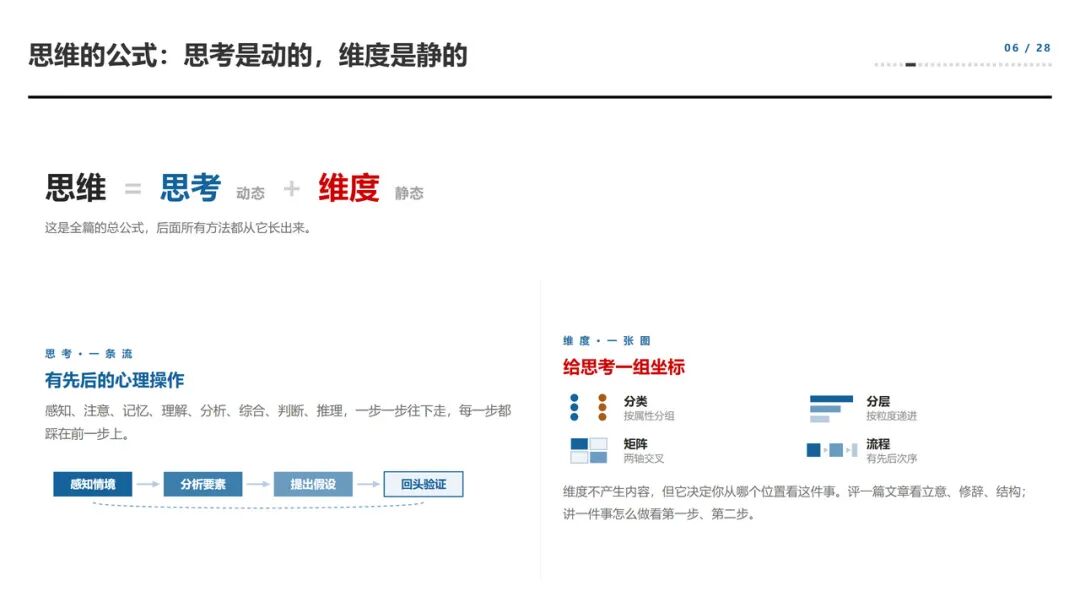 思维的公式：思考是动的，维度是静的
06 / 28
思维 = 思考 动态 + 维度 静态
这是全篇的总公式，后面所有方法都从它长出来。
思考·一条流
有先后的心理操作
感知、注意、记忆、理解、分析、综合、判断、推理，一步一步往下走，每一步都
踩在前一步上。
感知情境 分析要素 提出假设 回头验证
维度·一张图
给思考一组坐标
分类
按属性分组
分层
按粒度递进
矩阵
两轴交叉
流程
有先后次序
维度不产生内容，但它决定你从哪个位置看这件事。评一篇文章看立意、修辞、结构；
讲一件事怎么做看第一步、第二步。